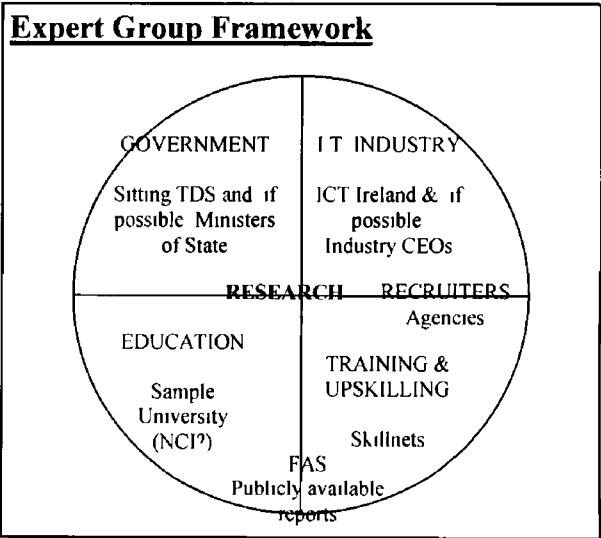 Expert Group Framework
GOVERNMENT
Sitting TDS and if
possible Ministers
of State
I T INDUSTRY
ICT Ireland & if
possible
Industry CEOs
RESEARCH
RECRUITERS
Agencies
EDUCATION
Sample
University
(NCI?)
TRAINING &
UPSKILLING
Skillnets
FAS
Publicly available
reports